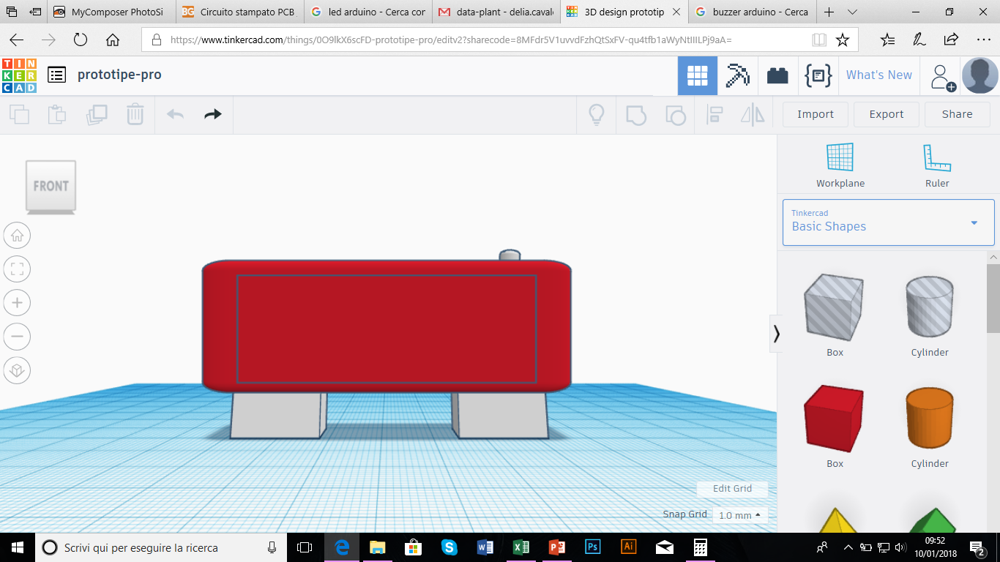 MyComposer PhotoSi
Circuito stampato PCB
led arduino - Cerca con
data-plant - delia.caval
3D design prototip
buzzer arduino - Cerca
https://www.tinkercad.com/things/0O9lkX6scFD-prototipe-pro/editv2?sharecode=8MFdr5V1uvvdFzhQtSxFV-qu4tfb1aWyNtIIILPj9aA=
TIN
KER
CAD
prototipe-pro
What's New
Import
Export
Share
FRONT
Workplane
Ruler
Tinkercad
Basic Shapes
Box
Cylinder
Box
Cylinder
Edit Grid
Snap Grid
1.0 mm
Scrivi qui per eseguire la ricerca
09:52
10/01/2018
2